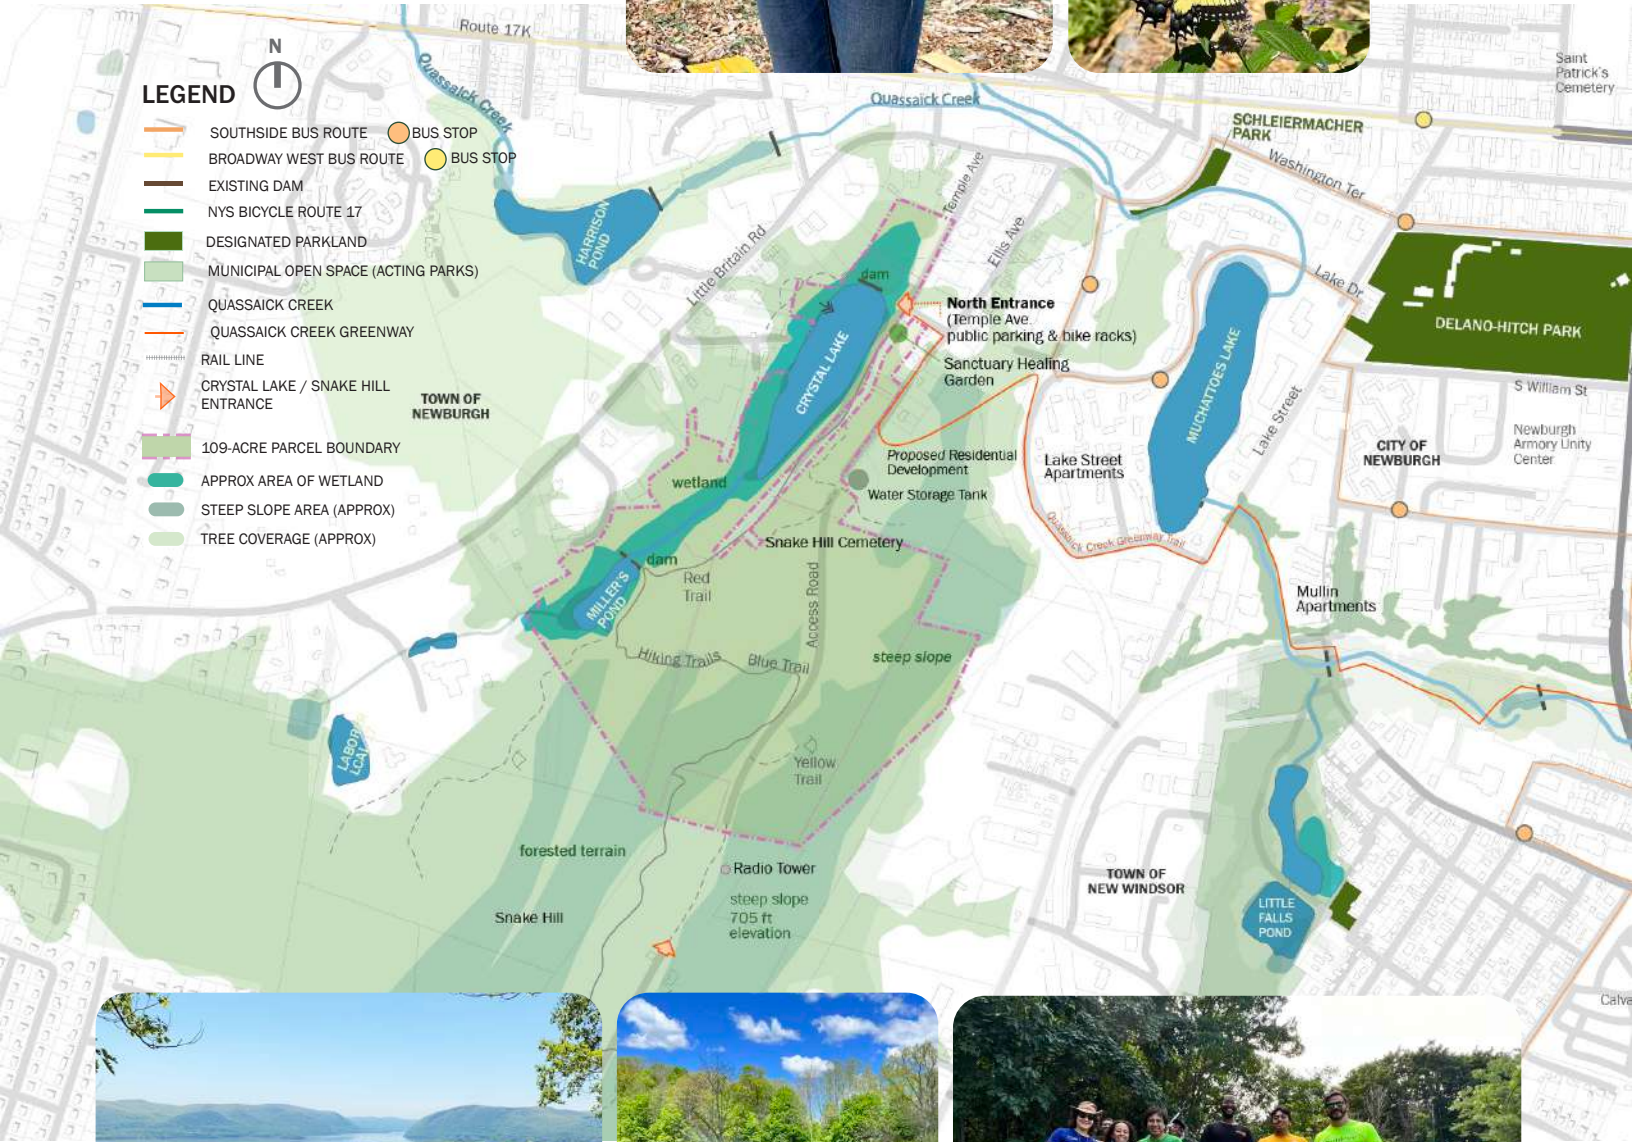 Route 17K
N
LEGEND
SOUTHSIDE BUS ROUTE
BUS STOP
BROADWAY WEST BUS ROUTE
BUS STOP
EXISTING DAM
NYS BICYCLE ROUTE 17
DESIGNATED PARKLAND
MUNICIPAL OPEN SPACE (ACTING PARKS)
QUASSAICK CREEK
QUASSAICK CREEK GREENWAY
RAIL LINE
CRYSTAL LAKE / SNAKE HILL
ENTRANCE
109-ACRE PARCEL BOUNDARY
APPROX AREA OF WETLAND
STEEP SLOPE AREA (APPROX)
TREE COVERAGE (APPROX)
Quassaick Creek
Quassaick Creek
Saint
Patrick's
Cemetery
SCHLEIERMACHER
PARK
Washington Ter
Temple Ave
Ellis Ave
Little Britain Rd
HARRISON
POND
Lake Dr
DELANO-HITCH PARK
dam
North Entrance
(Temple Ave.
public parking & bike racks)
Sanctuary Healing
Garden
CRYSTAL LAKE
MUCHATTOES LAKE
Lake Street
S William St
TOWN OF
NEWBURGH
CITY OF
NEWBURGH
Newburgh
Armory Unity
Center
Proposed Residential
Development
Lake Street
Apartments
wetland
Water Storage Tank
Quassaick Creek Greenway Trail
Snake Hill Cemetery
dam
Red
Trail
MILLER'S
POND
Access Road
Mullin
Apartments
Hiking Trails
Blue Trail
steep slope
Yellow
Trail
forested terrain
Radio Tower
steep slope
705 ft
elevation
Snake Hill
TOWN OF
NEW WINDSOR
LITTLE
FALLS
POND